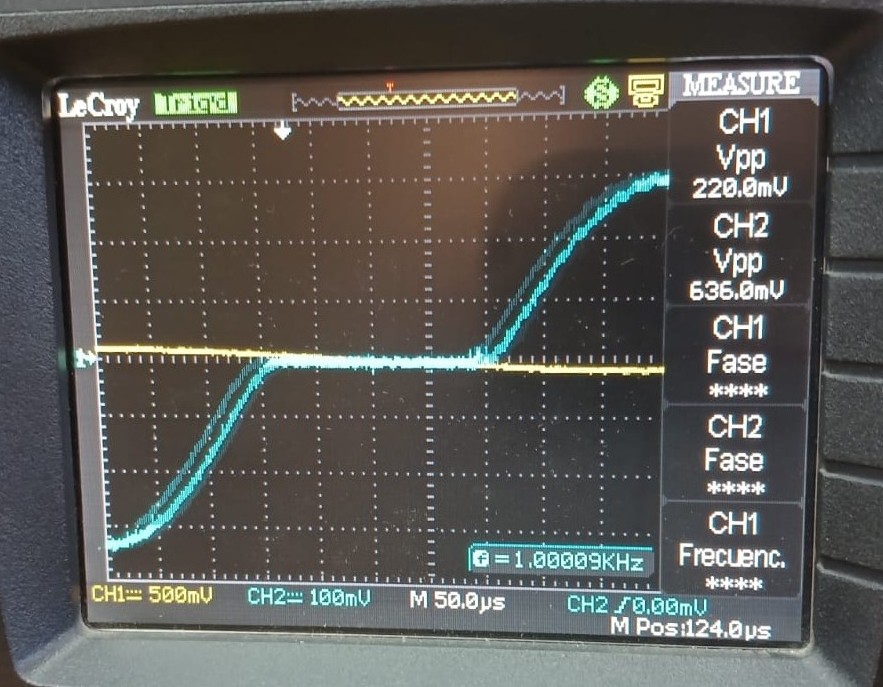 LeCroy
T
S
MEASURE
CH1
Vpp
220.0mV
CH2
Vpp
636.0mV
CH1
Fase
****
CH2
Fase
****
CH1
Frecuenc.
****
1
f =1.00009KHz
CH1 500mV CH2 100mV M 50.0µs CH2 /0.00mV
M Pos:124.0µs